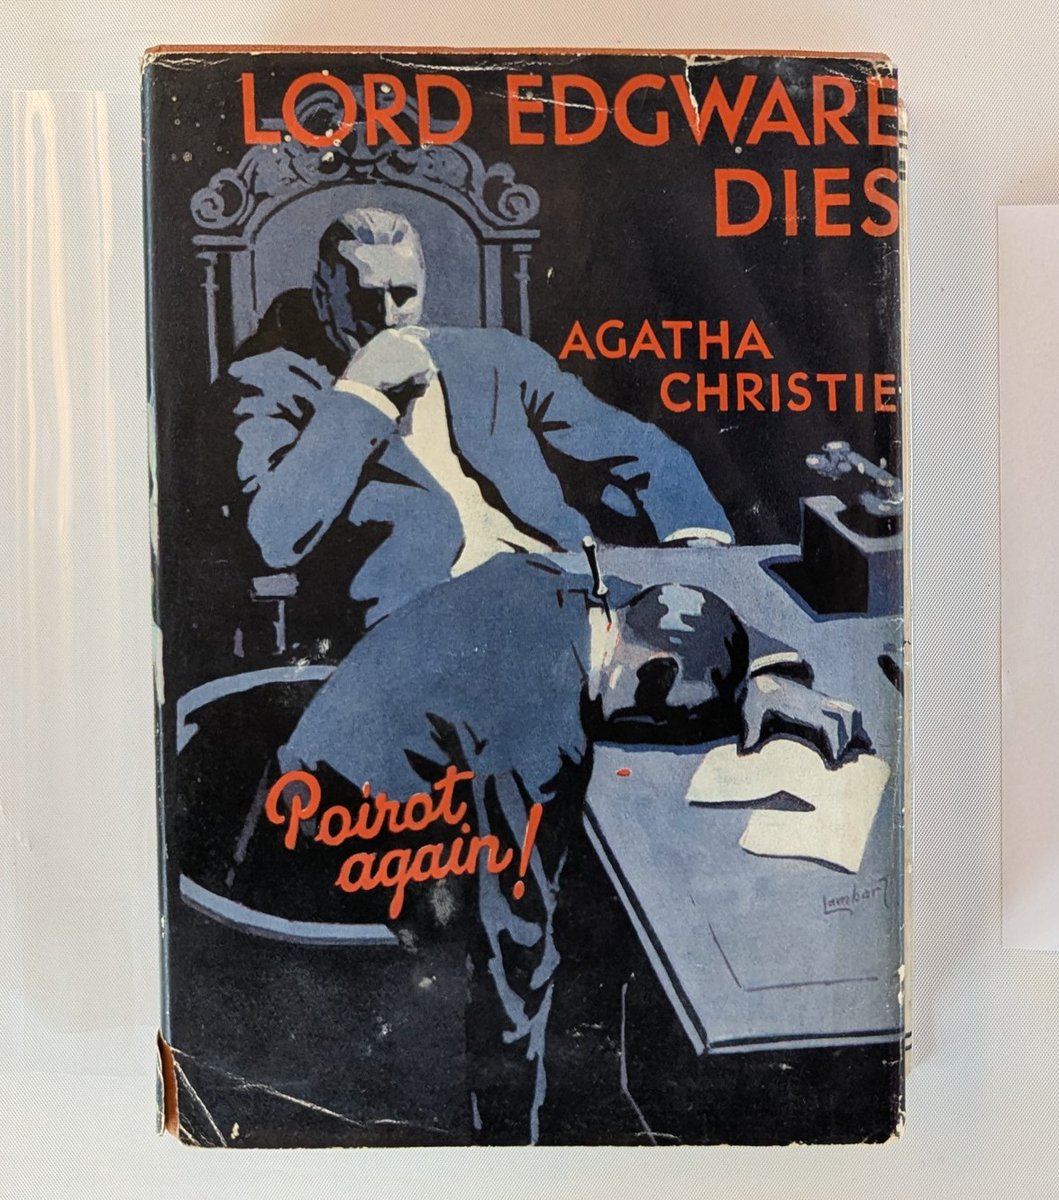 LORD EDGWARE
DIES
AGATHA
CHRISTIE
Poirot
again!
Lambart